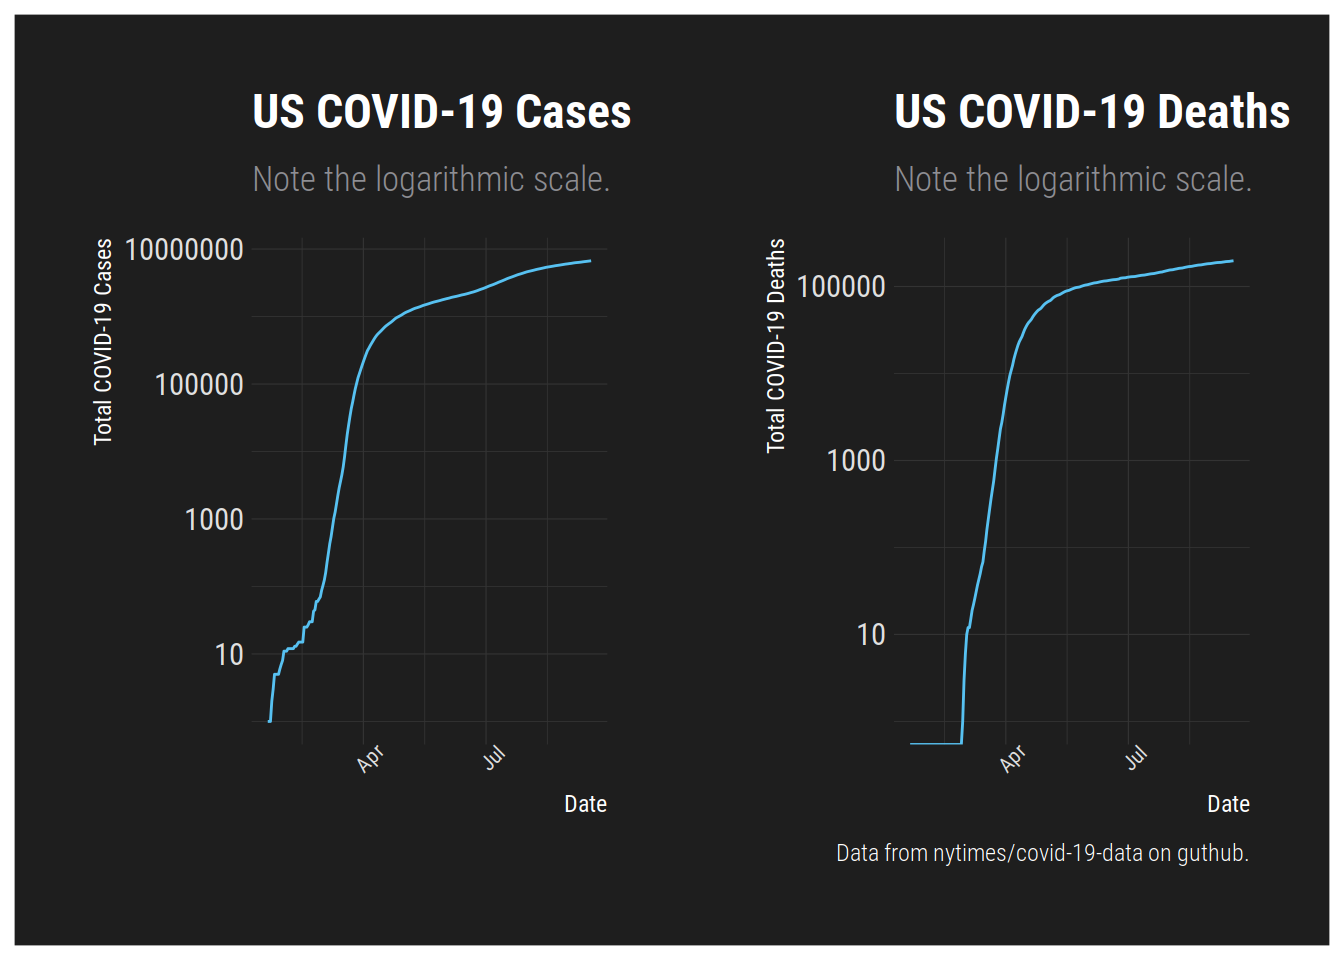 US COVID-19 Cases
Note the logarithmic scale.
Total COVID-19 Cases
10000000
100000
1000
10
Apr
Jul
Date
US COVID-19 Deaths
Note the logarithmic scale.
Total COVID-19 Deaths
100000
1000
10
Apr
Jul
Date
Data from nytimes/covid-19-data on guthub.